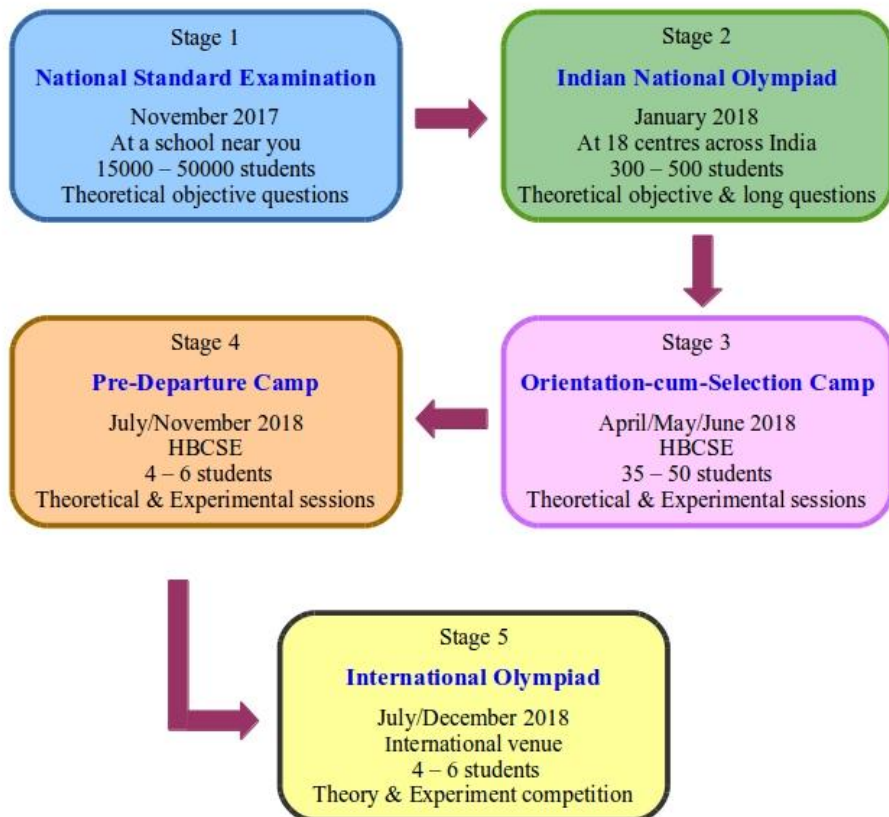 Stage 1
National Standard Examination
November 2017
At a school near you
15000 – 50000 students
Theoretical objective questions
Stage 2
Indian National Olympiad
January 2018
At 18 centres across India
300 – 500 students
Theoretical objective & long questions
Stage 3
Orientation-cum-Selection Camp
April/May/June 2018
HBCSE
35 – 50 students
Theoretical & Experimental sessions
Stage 4
Pre-Departure Camp
July/November 2018
HBCSE
4 – 6 students
Theoretical & Experimental sessions
Stage 5
International Olympiad
July/December 2018
International venue
4 – 6 students
Theory & Experiment competition